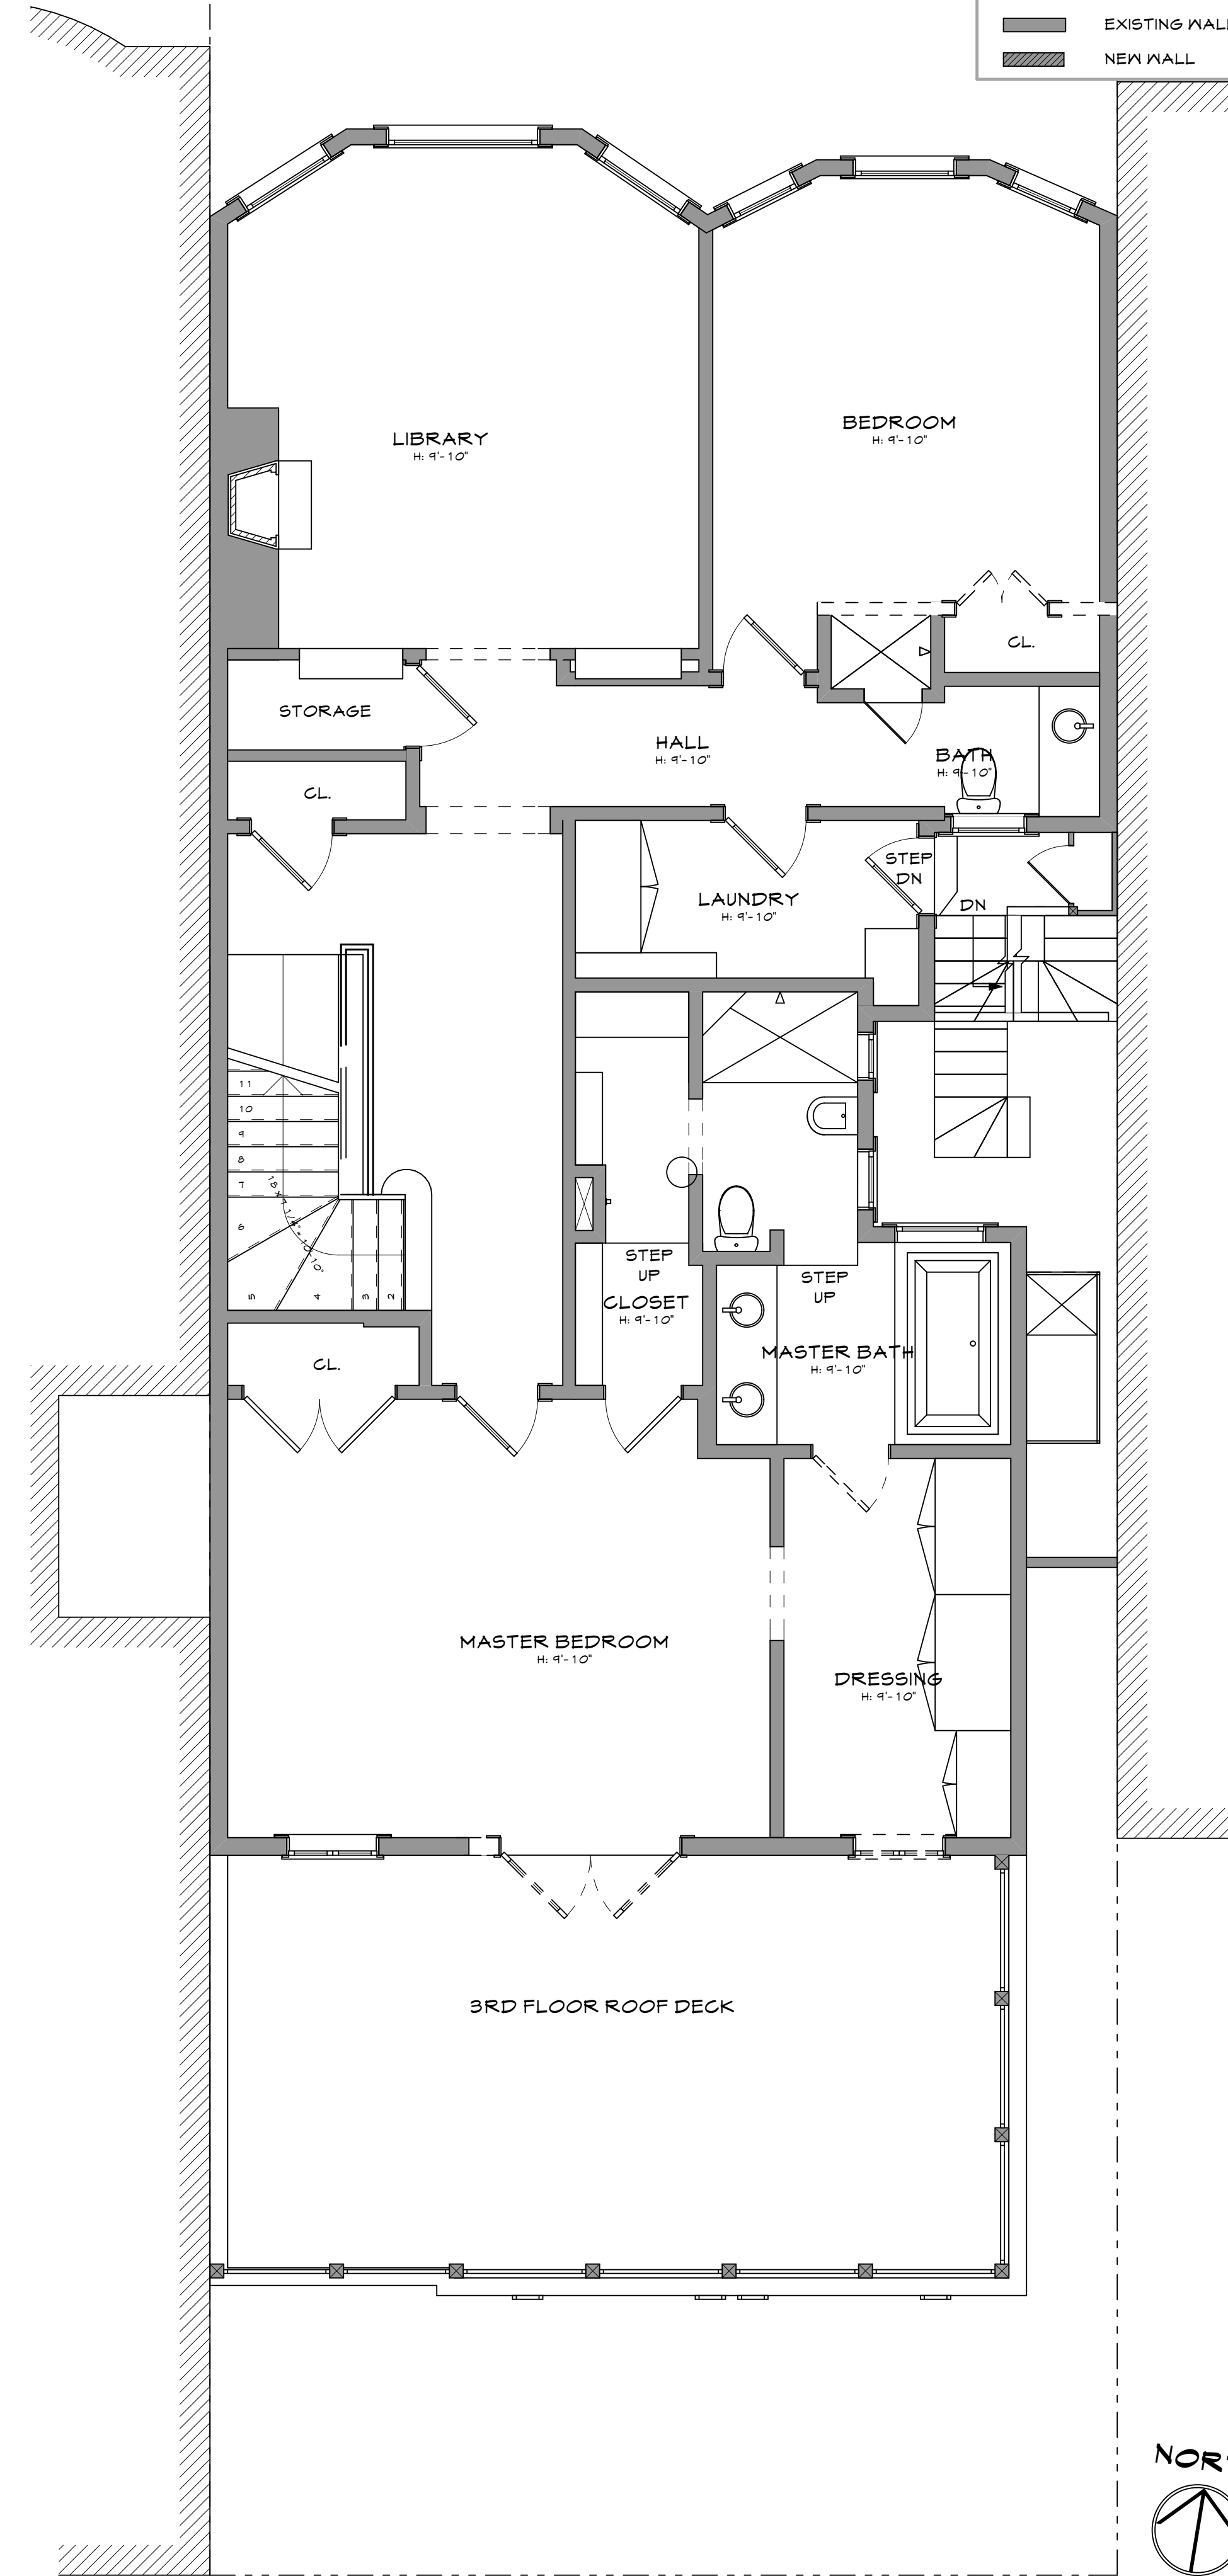 EXISTING WALL
NEW WALL
LIBRARY
H: 9'-10"
BEDROOM
H: 9'-10"
CL.
STORAGE
HALL
H: 9'-10"
BATH
H: 9'-10"
CL.
STEP
DN
LAUNDRY
H: 9'-10"
DN
11
10
9
8
7
6
5
4
3
2
STEP
UP
CLOSET
H: 9'-10"
STEP
UP
MASTER BATH
H: 9'-10"
CL.
MASTER BEDROOM
H: 9'-10"
DRESSING
H: 9'-10"
3RD FLOOR ROOF DECK